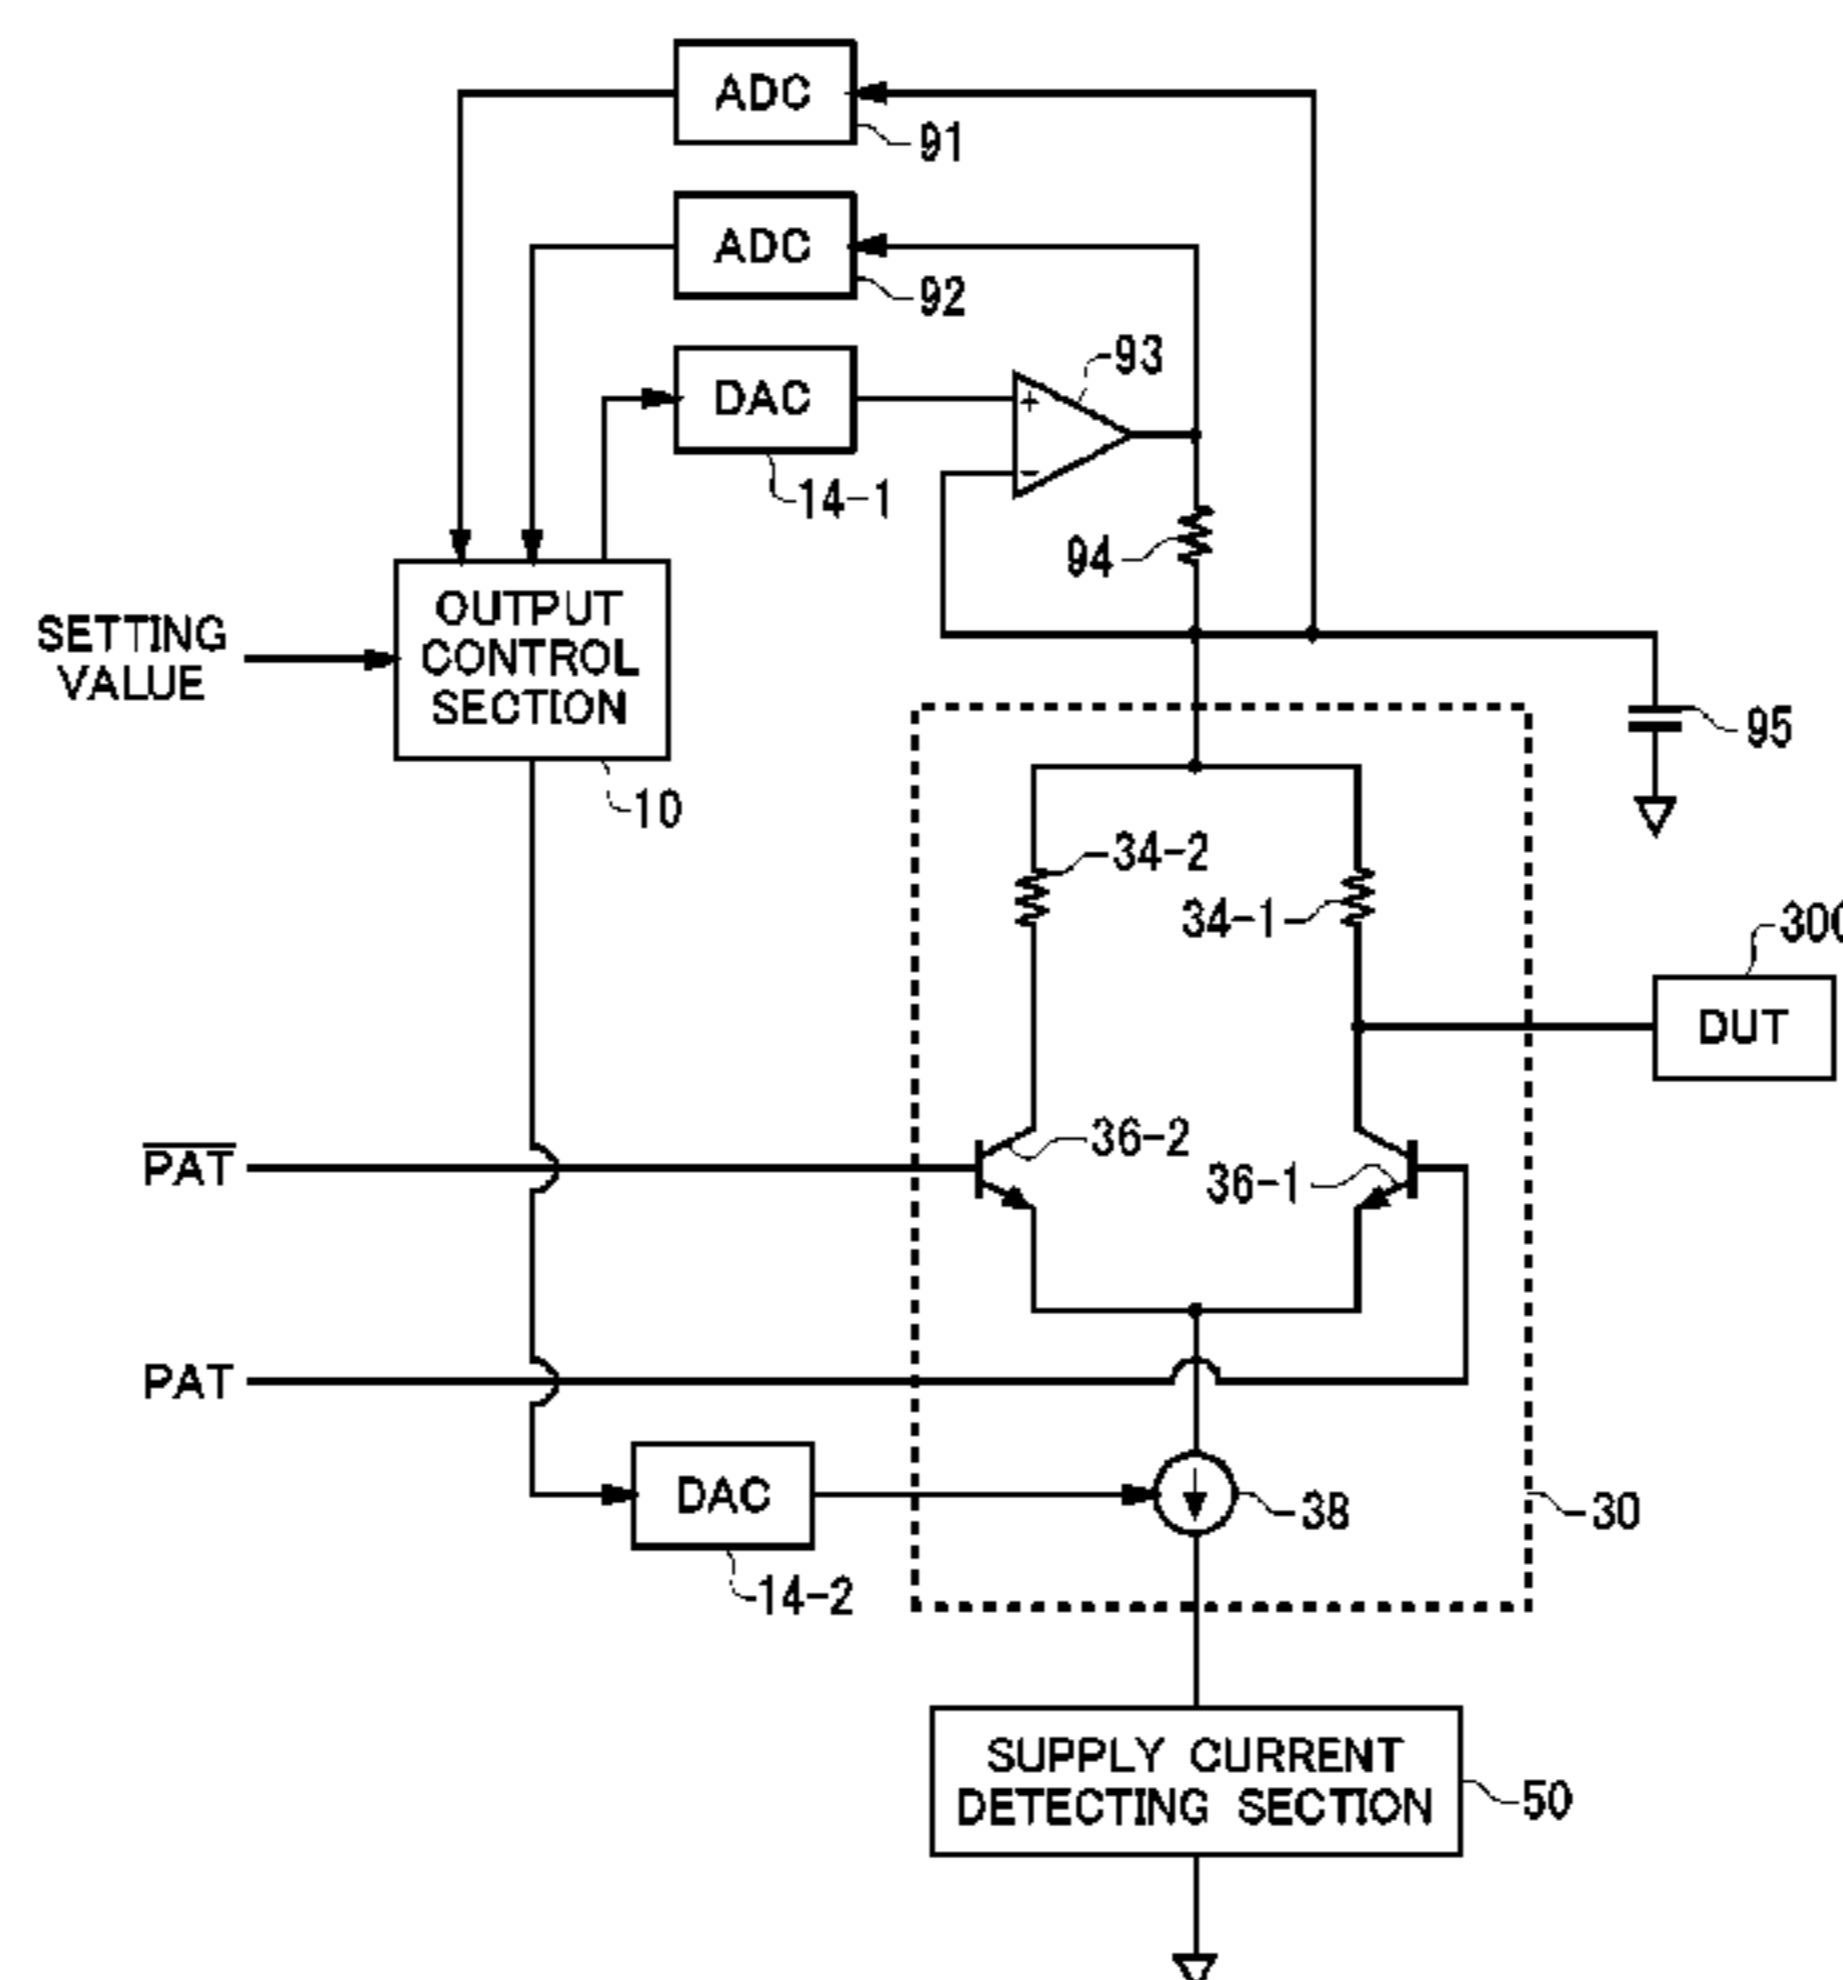 ADC
91
ADC
92
DAC
14-1
+
−
93
94
SETTING
VALUE
OUTPUT
CONTROL
SECTION
10
95
34-2
34-1
300
DUT
PAT
36-2
36-1
PAT
DAC
14-2
38
30
SUPPLY CURRENT
DETECTING SECTION
50